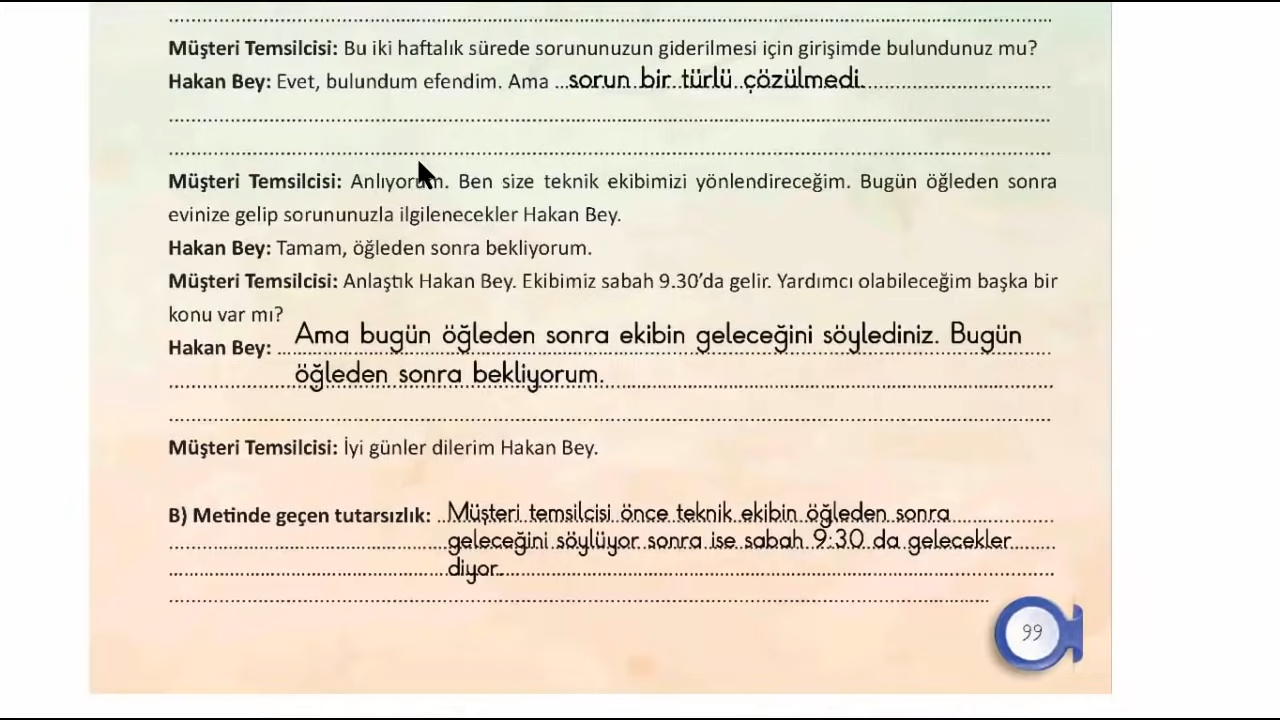 Müşteri Temsilcisi: Bu iki haftalık sürede sorununuzun giderilmesi için girişimde bulundunuz mu?
Hakan Bey: Evet, bulundum efendim. Ama sorun bir türlü çözülmedi.
Müşteri Temsilcisi: Anlıyorum. Ben size teknik ekibimizi yönlendireceğim. Bugün öğleden sonra
evinize gelip sorununuzla ilgilenecekler Hakan Bey.
Hakan Bey: Tamam, öğleden sonra bekliyorum.
Müşteri Temsilcisi: Anlaştık Hakan Bey. Ekibimiz sabah 9.30’da gelir. Yardımcı olabileceğim başka bir
konu var mı?
Hakan Bey: Ama bugün öğleden sonra ekibin geleceğini söylediniz. Bugün
öğleden sonra bekliyorum.
Müşteri Temsilcisi: İyi günler dilerim Hakan Bey.
B) Metinde geçen tutarsızlık: Müşteri temsilcisi önce teknik ekibin öğleden sonra
geleceğini söylüyor sonra ise sabah 9:30 da gelecekler
diyor.
99